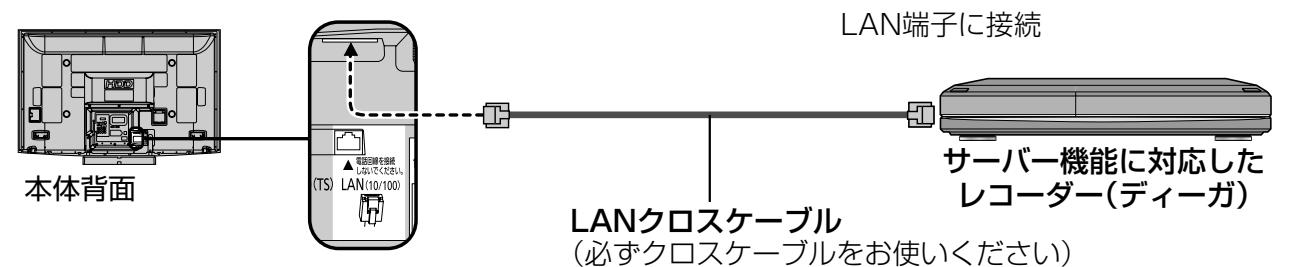 LAN端子に接続
HDD
電話回線を接続
しないでください。
(TS) LAN(10/100)
本体背面
サーバー機能に対応した
レコーダー(ディーガ)
LANクロスケーブル
(必ずクロスケーブルをお使いください)